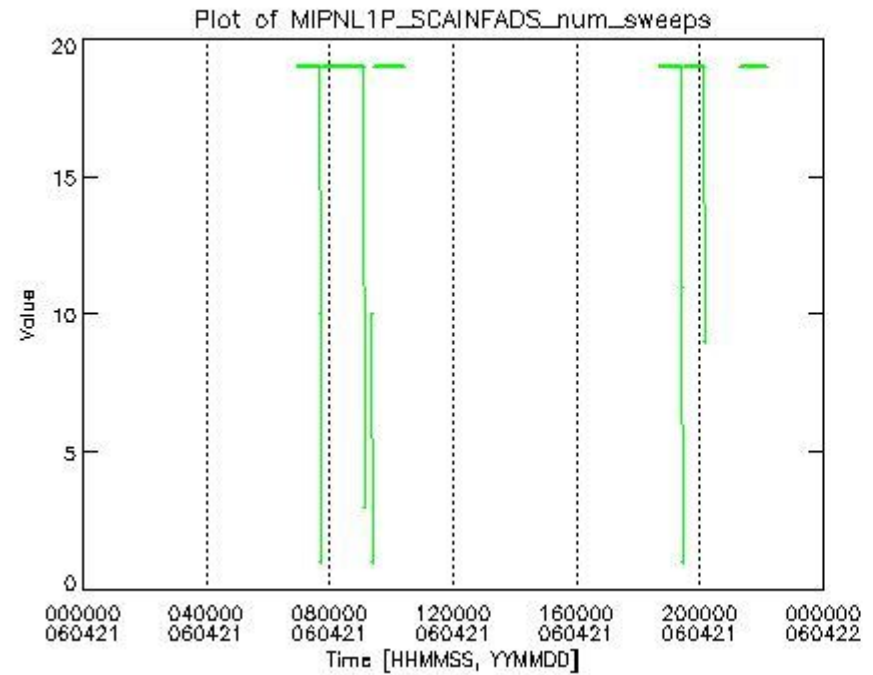 Plot of MIPNL1P_SCAINFADS_num_sweeps
20
15
10
5
0
Value
000000 040000 080000 120000 160000 200000 000000
060421 060421 060421 060421 060421 060421 060422
Time [HHMMSS, YYMMDD]